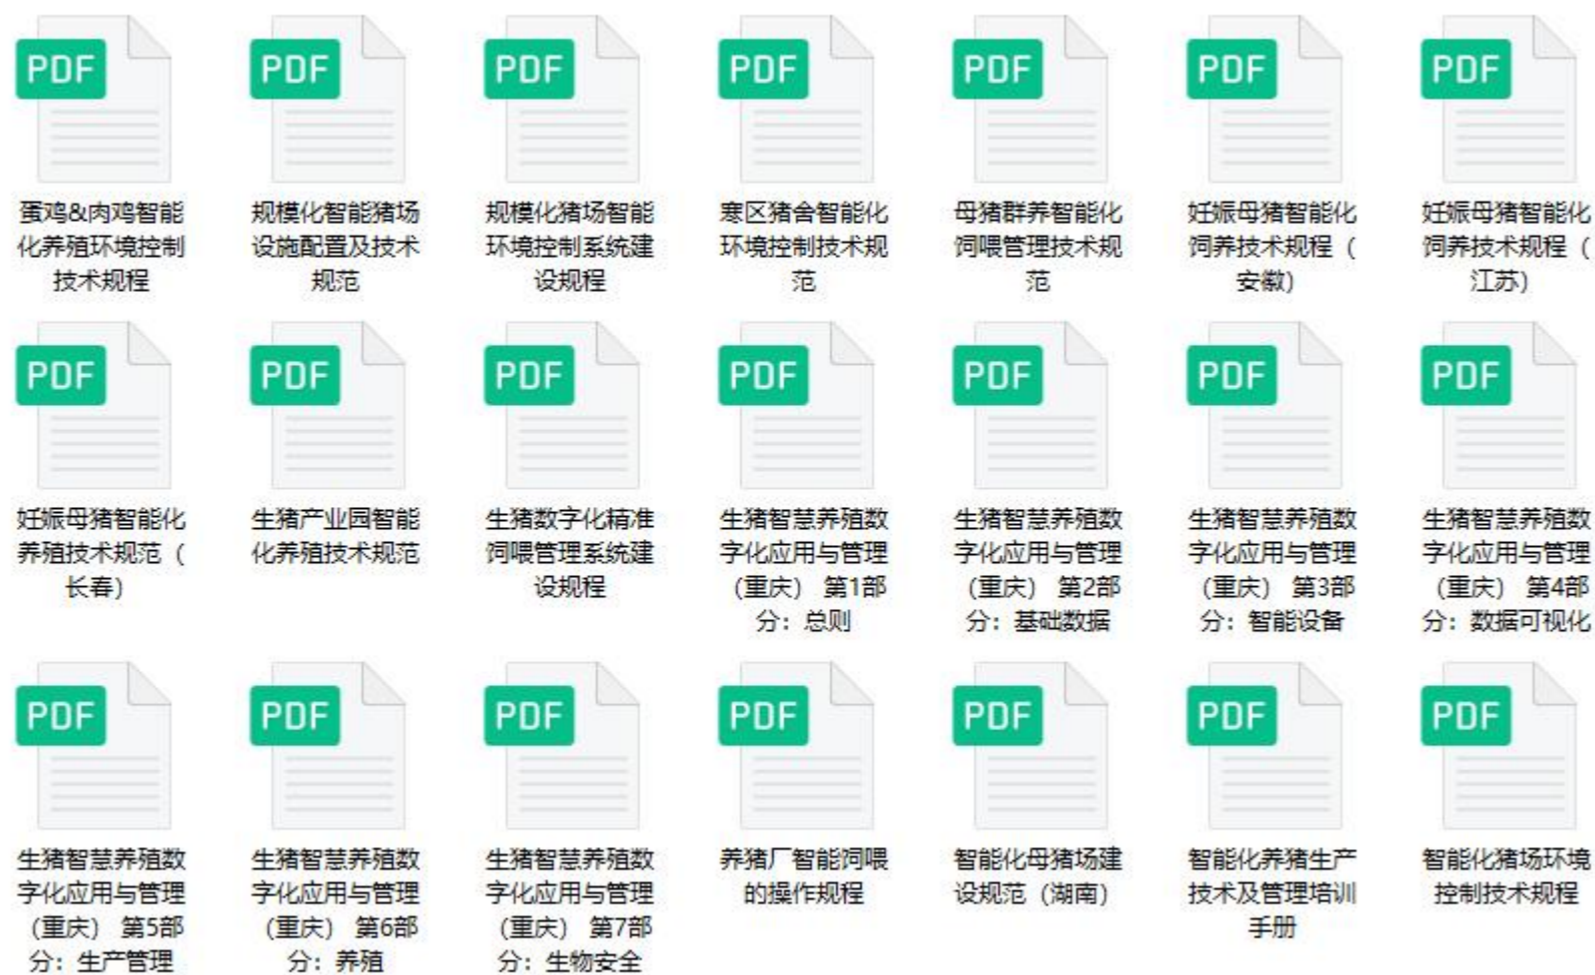 PDF
蛋鸡&肉鸡智能
化养殖环境控制
技术规程
PDF
规模化智能猪场
设施配置及技术
规范
PDF
规模化猪场智能
环境控制系统建
设规程
PDF
寒区猪舍智能化
环境控制技术规
范
PDF
母猪群养智能化
饲喂管理技术规
范
PDF
妊娠母猪智能化
饲养技术规程（
安徽）
PDF
妊娠母猪智能化
饲养技术规程（
江苏）
PDF
妊娠母猪智能化
养殖技术规范（
长春）
PDF
生猪产业园智能
化养殖技术规范
PDF
生猪数字化精准
饲喂管理系统建
设规程
PDF
生猪智慧养殖数
字化应用与管理
（重庆） 第1部
分：总则
PDF
生猪智慧养殖数
字化应用与管理
（重庆） 第2部
分：基础数据
PDF
生猪智慧养殖数
字化应用与管理
（重庆） 第3部
分：智能设备
PDF
生猪智慧养殖数
字化应用与管理
（重庆） 第4部
分：数据可视化
PDF
生猪智慧养殖数
字化应用与管理
（重庆） 第5部
分：生产管理
PDF
生猪智慧养殖数
字化应用与管理
（重庆） 第6部
分：养殖
PDF
生猪智慧养殖数
字化应用与管理
（重庆） 第7部
分：生物安全
PDF
养猪厂智能饲喂
的操作规程
PDF
智能化母猪场建
设规范（湖南）
PDF
智能化养猪生产
技术及管理培训
手册
PDF
智能化猪场环境
控制技术规程